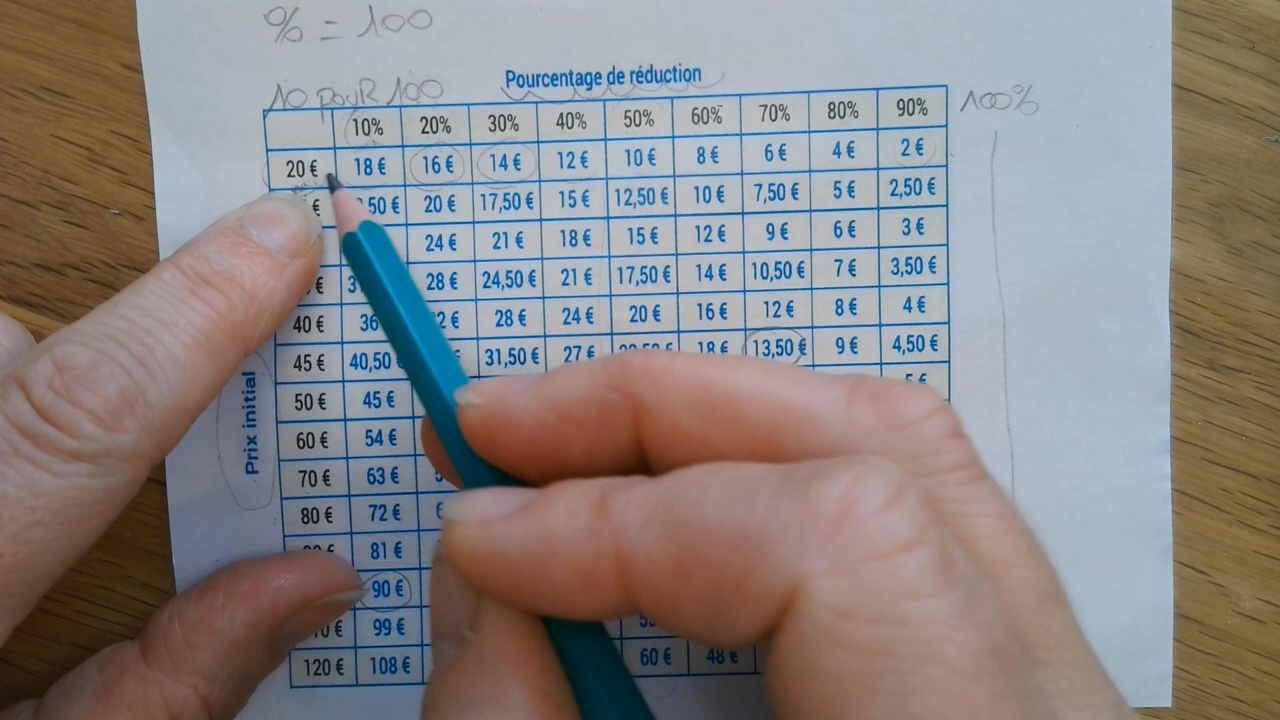 % = 100
Pourcentage de réduction
10 pouR 100
10% 20% 30% 40% 50% 60% 70% 80% 90% 100%
20 € 18 € 16 € 14 € 12 € 10 € 8 € 6 € 4 € 2 €
€ ,50 € 20 € 17,50 € 15 € 12,50 € 10 € 7,50 € 5 € 2,50 €
24 € 21 € 18 € 15 € 12 € 9 € 6 € 3 €
€ 3 28 € 24,50 € 21 € 17,50 € 14 € 10,50 € 7 € 3,50 €
40 € 36 2 € 28 € 24 € 20 € 16 € 12 € 8 € 4 €
45 € 40,50 € 31,50 € 27 € 18 € 13,50 € 9 € 4,50 €
50 € 45 €
60 € 54 €
70 € 63 €
80 € 72 €
81 €
90 €
0 € 99 €
120 € 108 € 60 € 48 €
Prix initial